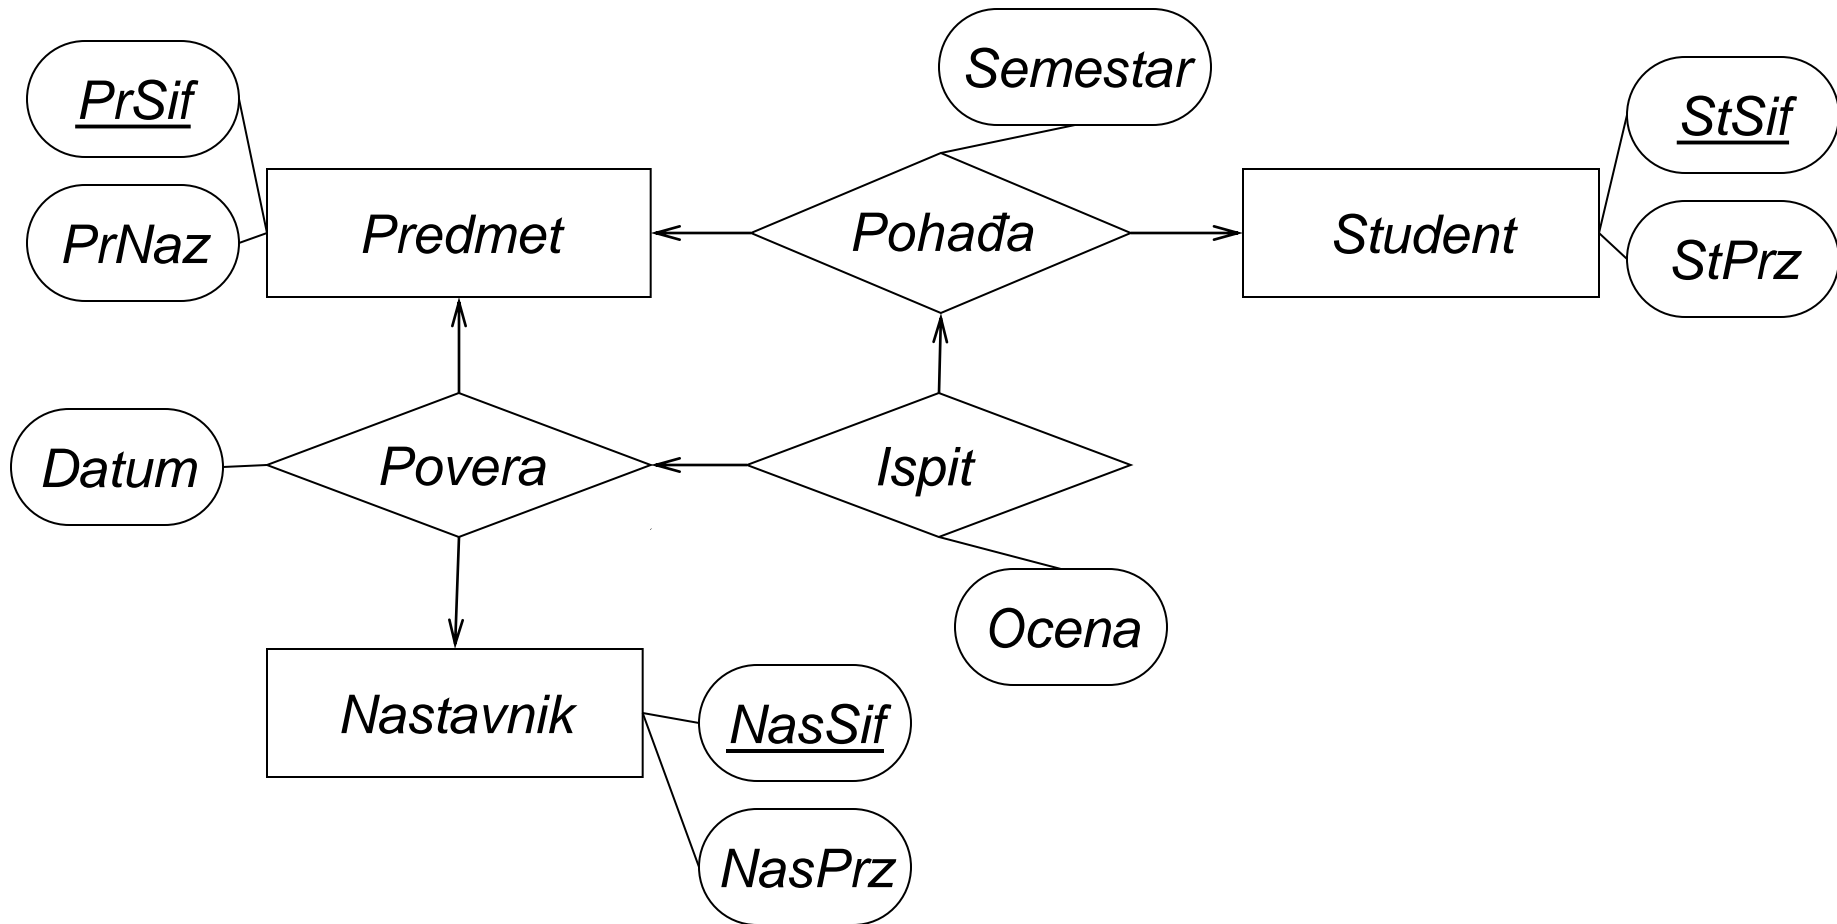 Semestar
PrSif
StSif
PrNaz
Predmet
Pohađa
Student
StPrz
Datum
Povera
Ispit
Ocena
Nastavnik
NasSif
NasPrz